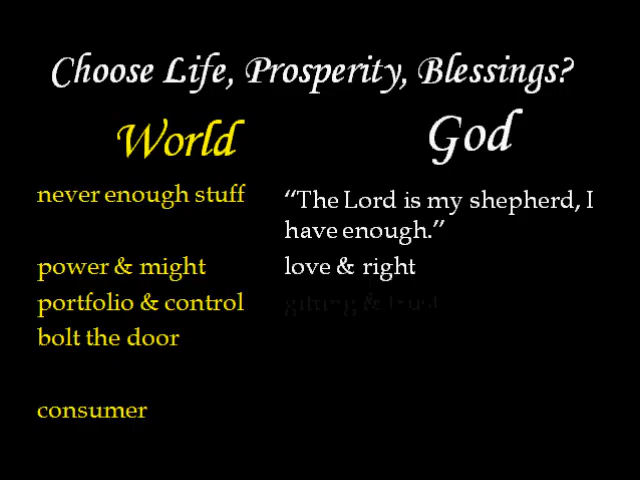 Choose Life, Prosperity, Blessings?
World God
never enough stuff
“The Lord is my shepherd, I
have enough.”
power & might love & right
portfolio & control
bolt the door
consumer